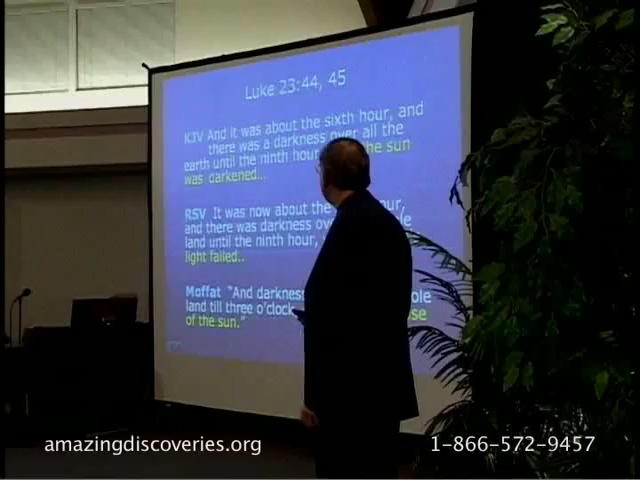 Luke 23:44, 45
KJV And it was about the sixth hour, and
there was a darkness over all the
earth until the ninth hour the sun
was darkened...
RSV It was now about the hour,
and there was darkness
land until the ninth hour,
light failed..
Moffat "And darkness
land till three o'clock
of the sun."
amazingdiscoveries.org
1-866-572-9457